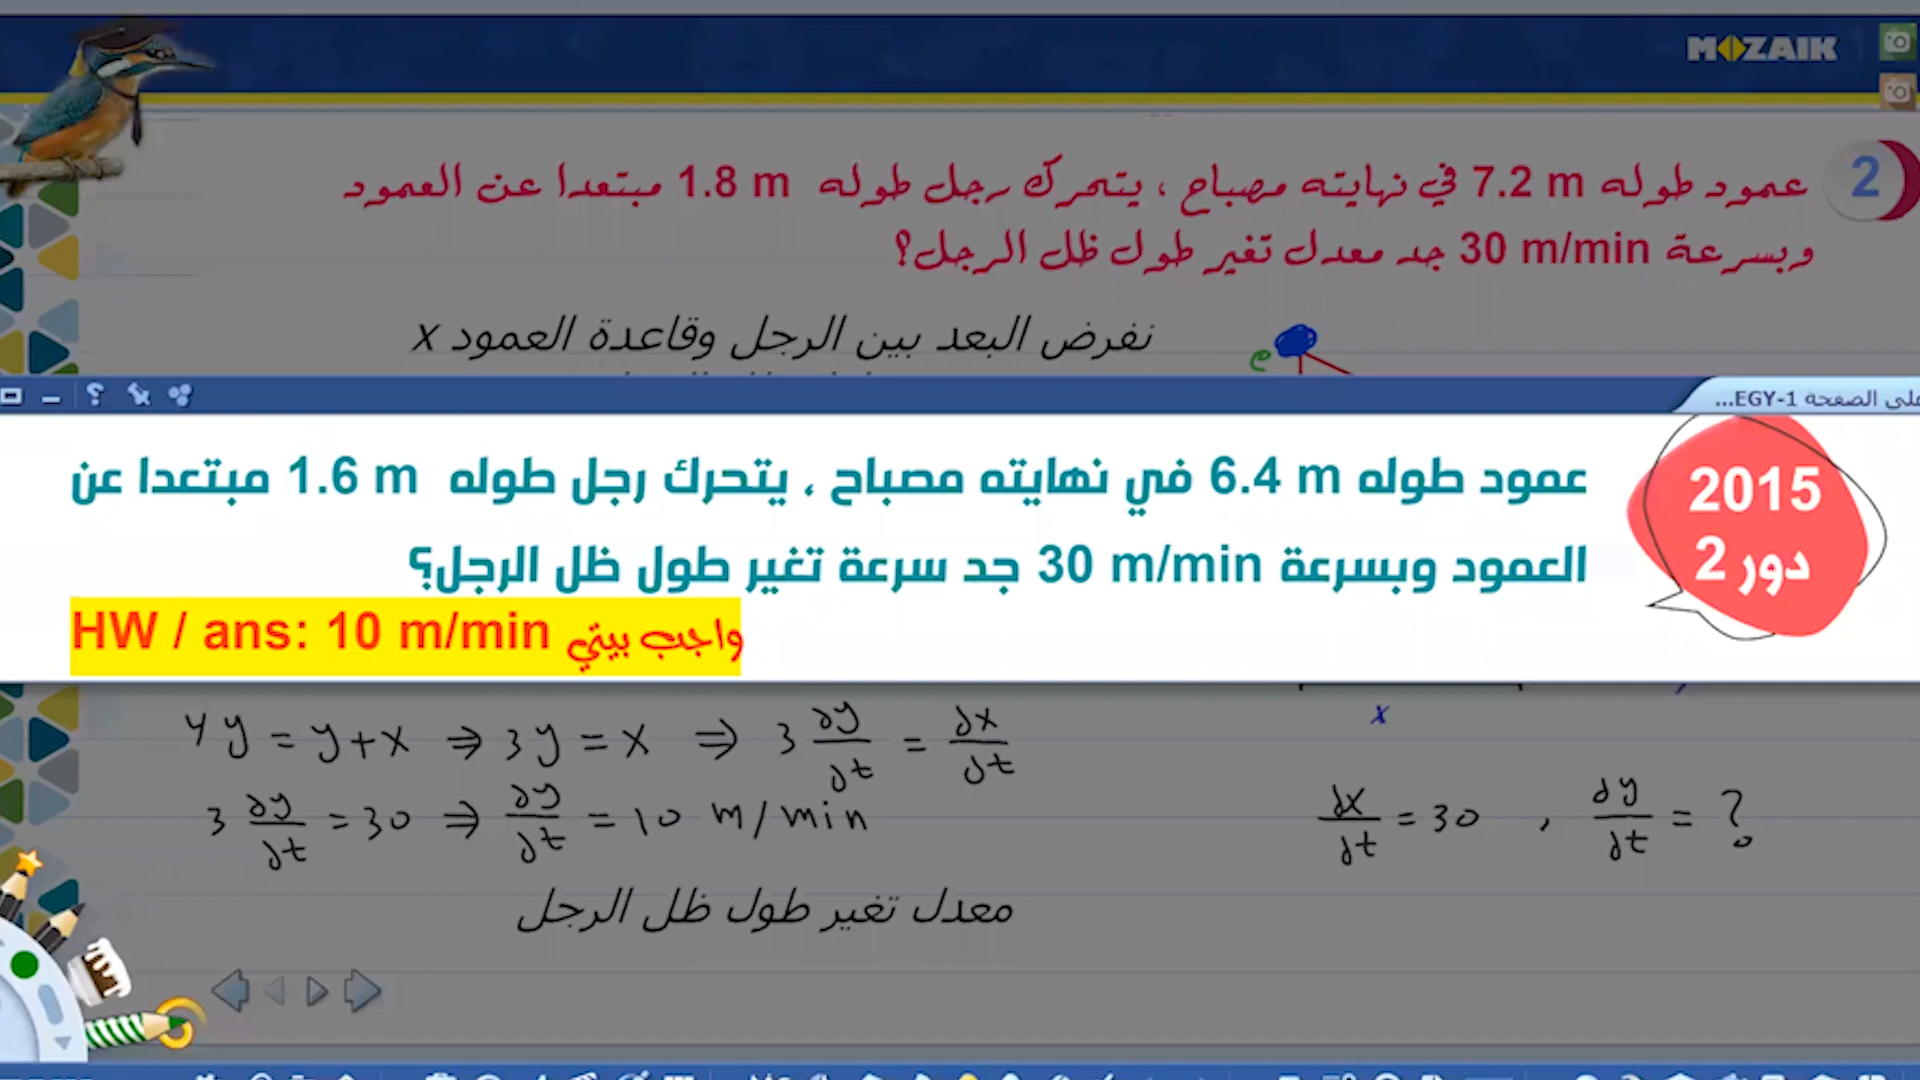 MOZAIK
2
عمود طوله 7.2 m في نهايته مصباح ، يتحرك رجل طوله 1.8 m مبتعدا عن العمود
وبسرعة 30 m/min جد معدل تغير طول ظل الرجل؟
نفرض البعد بين الرجل وقاعدة العمود x
e
على الصفحة EGY-1...
2015
دور 2
عمود طوله 6.4 m في نهايته مصباح ، يتحرك رجل طوله 1.6 m مبتعدا عن
العمود وبسرعة 30 m/min جد سرعة تغير طول ظل الرجل؟
واجب بيتي HW / ans: 10 m/min
x
4y = y+x ⇒ 3y = x ⇒ 3 dy/dt = dx/dt
3 dy/dt = 30 ⇒ dy/dt = 10 m/min
dx/dt = 30 , dy/dt = ?
معدل تغير طول ظل الرجل